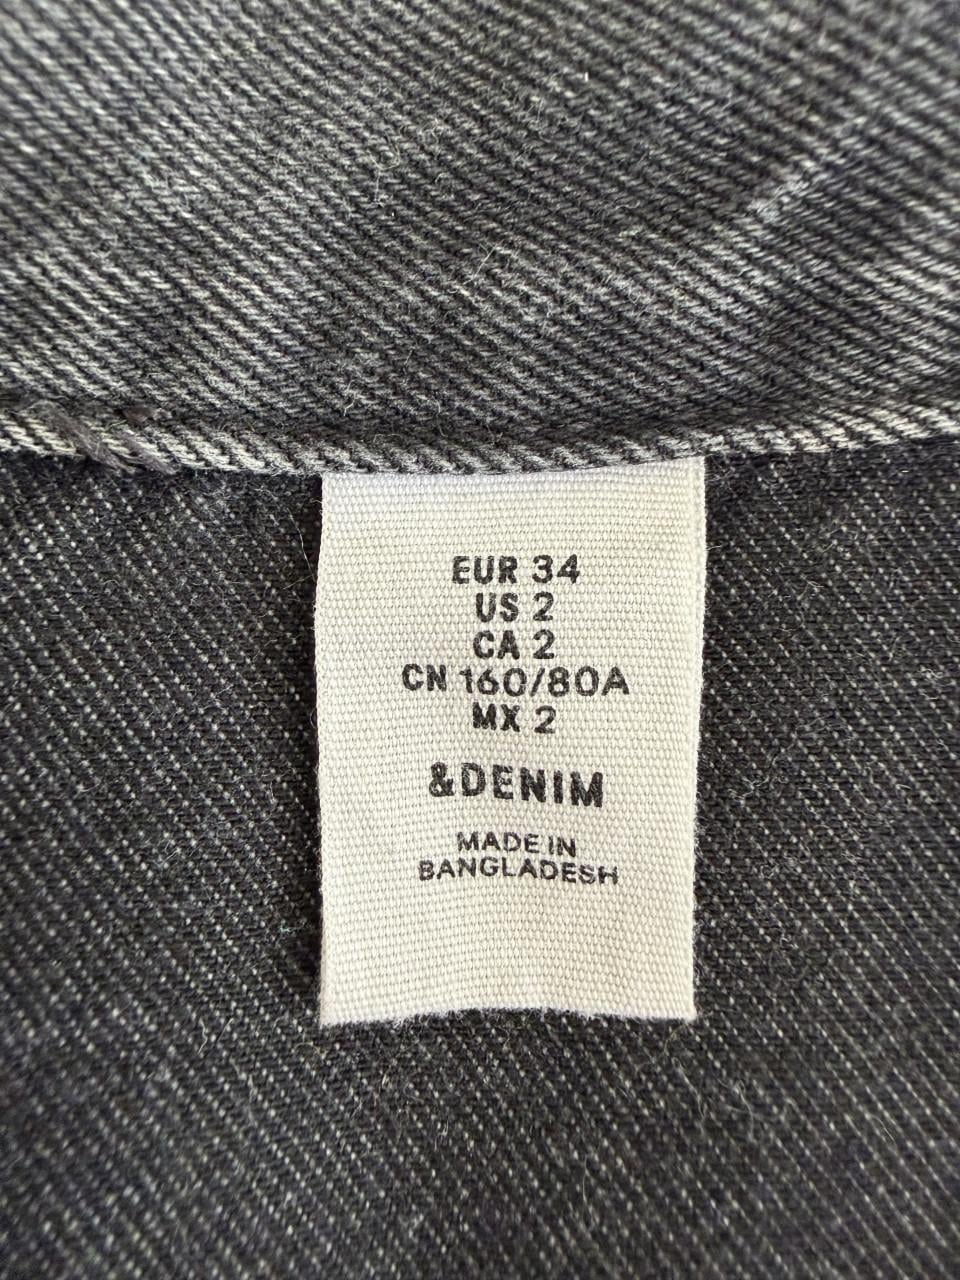 EUR 34
US 2
CA 2
CN 160/80A
MX 2
&DENIM
MADE IN
BANGLADESH